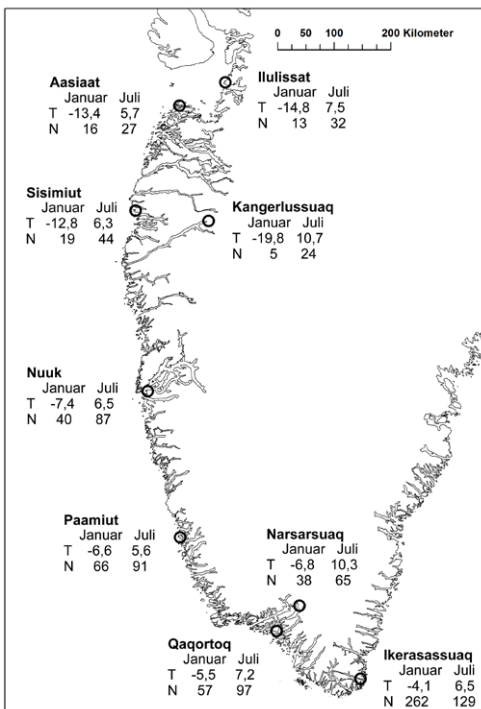 0 50 100 200 Kilometer
Ilulissat
Januar Juli
T -14,8 7,5
N 13 32
Aasiaat
Januar Juli
T -13,4 5,7
N 16 27
Sisimiut
Januar Juli
T -12,8 6,3
N 19 44
Kangerlussuaq
Januar Juli
T -19,8 10,7
N 5 24
Nuuk
Januar Juli
T -7,4 6,5
N 40 87
Paamiut
Januar Juli
T -6,6 5,6
N 66 91
Narsarsuaq
Januar Juli
T -6,8 10,3
N 38 65
Qaqortoq
Januar Juli
T -5,5 7,2
N 57 97
Ikerasassuaq
Januar Juli
T -4,1 6,5
N 262 129